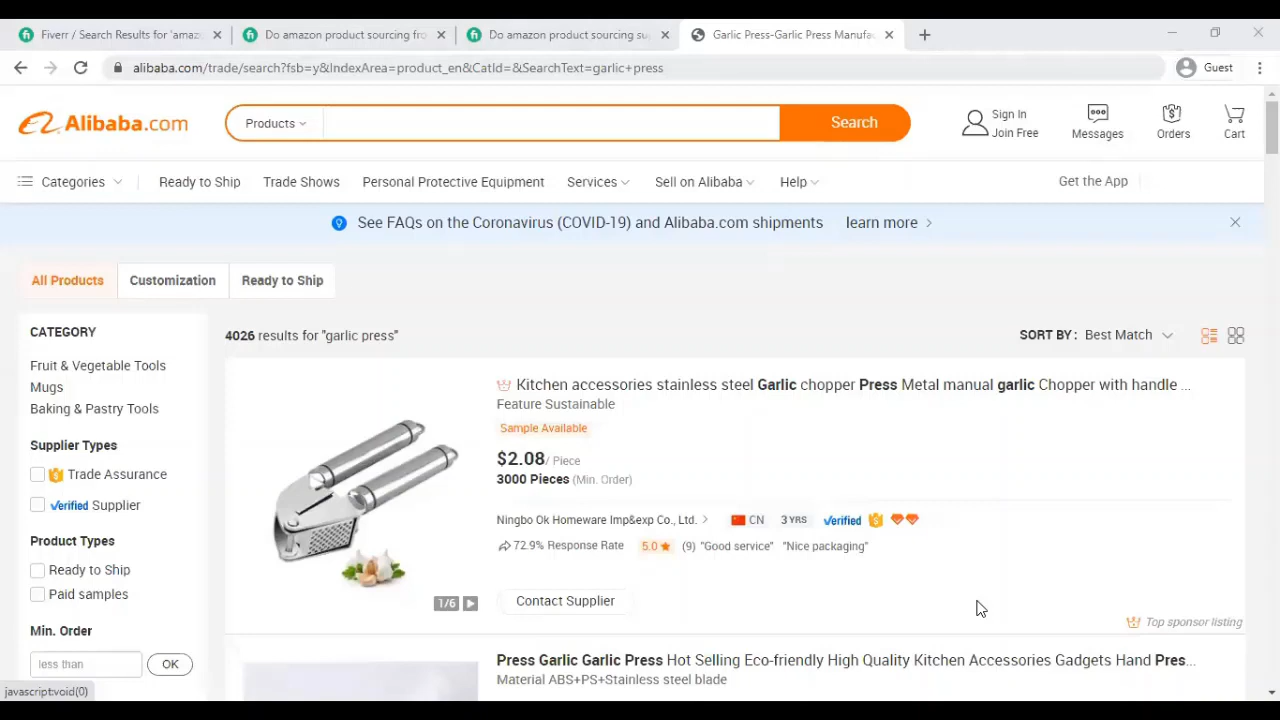 Fiverr / Search Results for 'amaz
Do amazon product sourcing fro
Do amazon product sourcing su
Garlic Press-Garlic Press Manufa
alibaba.com/trade/search?fsb=y&IndexArea=product_en&CatId=&SearchText=garlic+press
Guest
Alibaba.com
Products
Search
Sign In
Join Free
Messages
Orders
Cart
Categories
Ready to Ship
Trade Shows
Personal Protective Equipment
Services
Sell on Alibaba
Help
Get the App
See FAQs on the Coronavirus (COVID-19) and Alibaba.com shipments learn more
All Products
Customization
Ready to Ship
CATEGORY
Fruit & Vegetable Tools
Mugs
Baking & Pastry Tools
Supplier Types
Trade Assurance
Verified Supplier
Product Types
Ready to Ship
Paid samples
Min. Order
less than
OK
javascript:void(0)
4026 results for "garlic press"
SORT BY : Best Match
Kitchen accessories stainless steel Garlic chopper Press Metal manual garlic Chopper with handle ...
Feature Sustainable
Sample Available
$2.08 / Piece
3000 Pieces (Min. Order)
Ningbo Ok Homeware Imp&exp Co., Ltd. CN 3 YRS Verified
72.9% Response Rate 5.0 (9) "Good service" "Nice packaging"
1/6
Contact Supplier
Top sponsor listing
Press Garlic Garlic Press Hot Selling Eco-friendly High Quality Kitchen Accessories Gadgets Hand Pres...
Material ABS+PS+Stainless steel blade